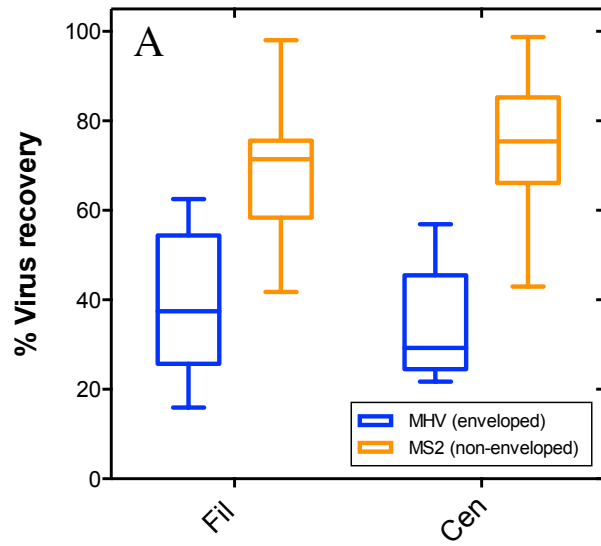 A
% Virus recovery
100
80
60
40
20
0
MHV (enveloped)
MS2 (non-enveloped)
Fil
Cen